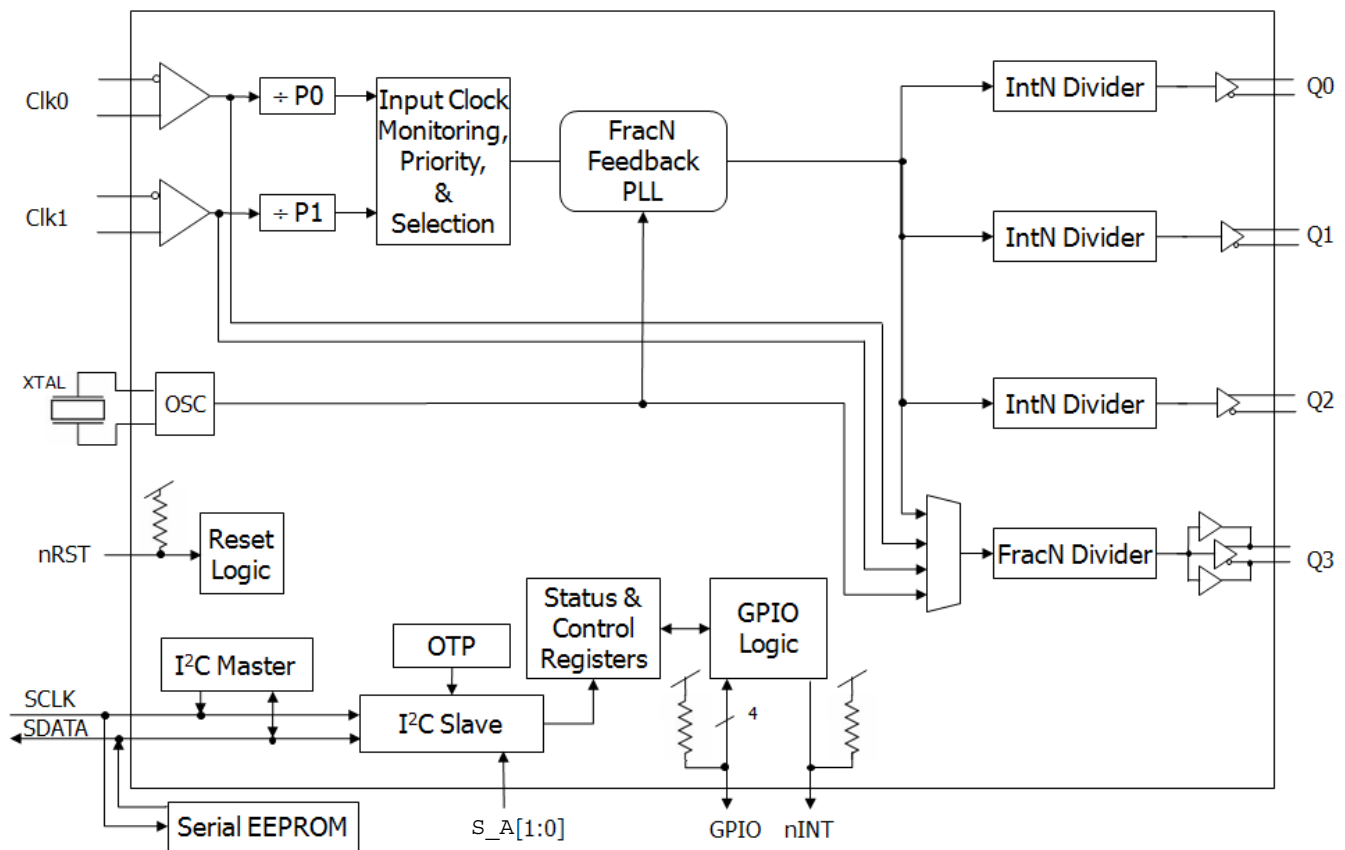 Clk0
÷ P0
Input Clock
Monitoring,
Priority,
&
Selection
FracN
Feedback
PLL
IntN Divider
Q0
Clk1
÷ P1
IntN Divider
Q1
XTAL
OSC
IntN Divider
Q2
nRST
Reset
Logic
FracN Divider
Q3
Status &
Control
Registers
GPIO
Logic
OTP
I²C Master
SCLK
SDATA
I²C Slave
4
Serial EEPROM
S_A[1:0]
GPIO
nINT